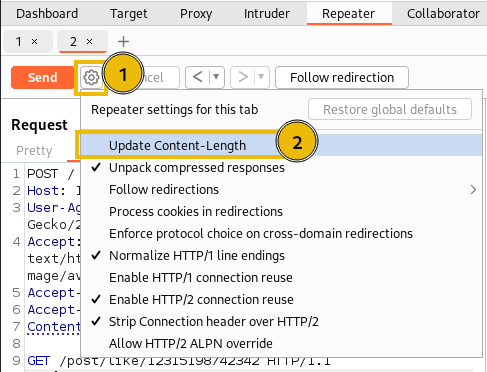 Dashboard Target Proxy Intruder Repeater Collaborator
1 × 2 × +
Send 1 ncel < > Follow redirection
Repeater settings for this tab Restore global defaults
Request
Update Content-Length 2
Pretty
Unpack compressed responses
1 POST /
Follow redirections
2 Host:
Process cookies in redirections
3 User-Ag
Gecko/2
Enforce protocol choice on cross-domain redirections
4 Accept:
text/ht
Normalize HTTP/1 line endings
mage/av
Enable HTTP/1 connection reuse
5 Accept-
Enable HTTP/2 connection reuse
6 Accept-
Strip Connection header over HTTP/2
7 Content
Allow HTTP/2 ALPN override
8
9 GET /post/like/12315198742342 HTTP/1.1